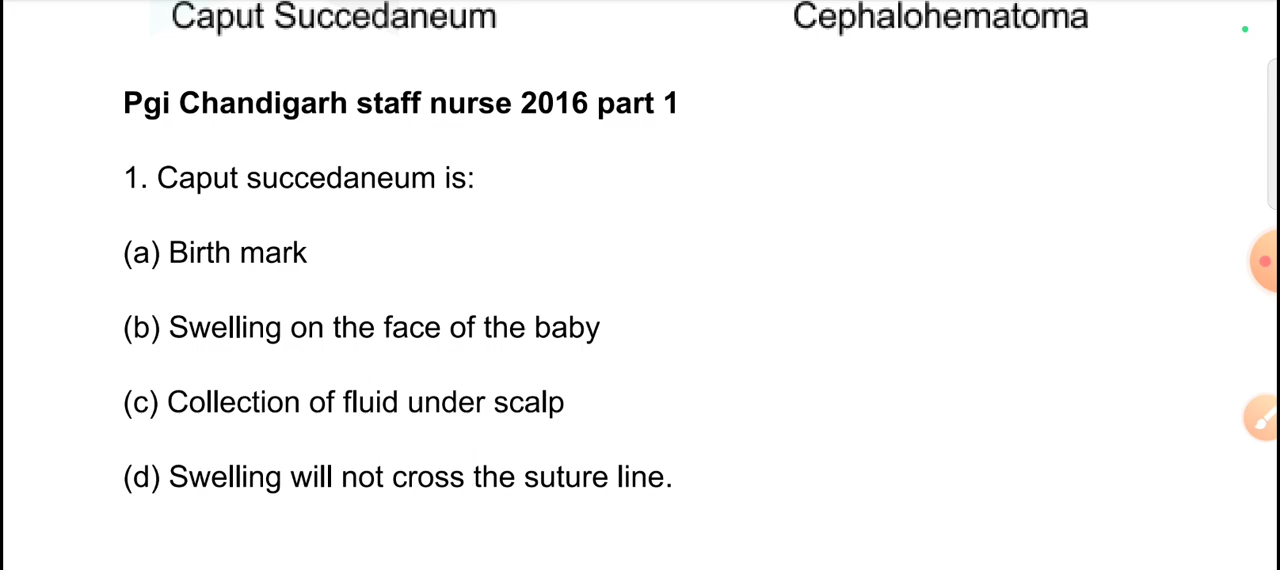 Caput Succedaneum Cephalohematoma
Pgi Chandigarh staff nurse 2016 part 1
1. Caput succedaneum is:
(a) Birth mark
(b) Swelling on the face of the baby
(c) Collection of fluid under scalp
(d) Swelling will not cross the suture line.